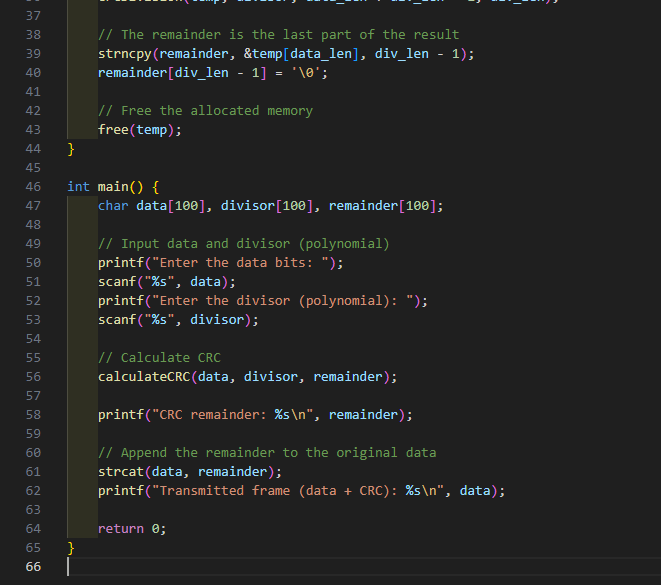 37
38 // The remainder is the last part of the result
39 strncpy(remainder, &temp[data_len], div_len - 1);
40 remainder[div_len - 1] = '\0';
41
42 // Free the allocated memory
43 free(temp);
44 }
45
46 int main() {
47 char data[100], divisor[100], remainder[100];
48
49 // Input data and divisor (polynomial)
50 printf("Enter the data bits: ");
51 scanf("%s", data);
52 printf("Enter the divisor (polynomial): ");
53 scanf("%s", divisor);
54
55 // Calculate CRC
56 calculateCRC(data, divisor, remainder);
57
58 printf("CRC remainder: %s\n", remainder);
59
60 // Append the remainder to the original data
61 strcat(data, remainder);
62 printf("Transmitted frame (data + CRC): %s\n", data);
63
64 return 0;
65 }
66